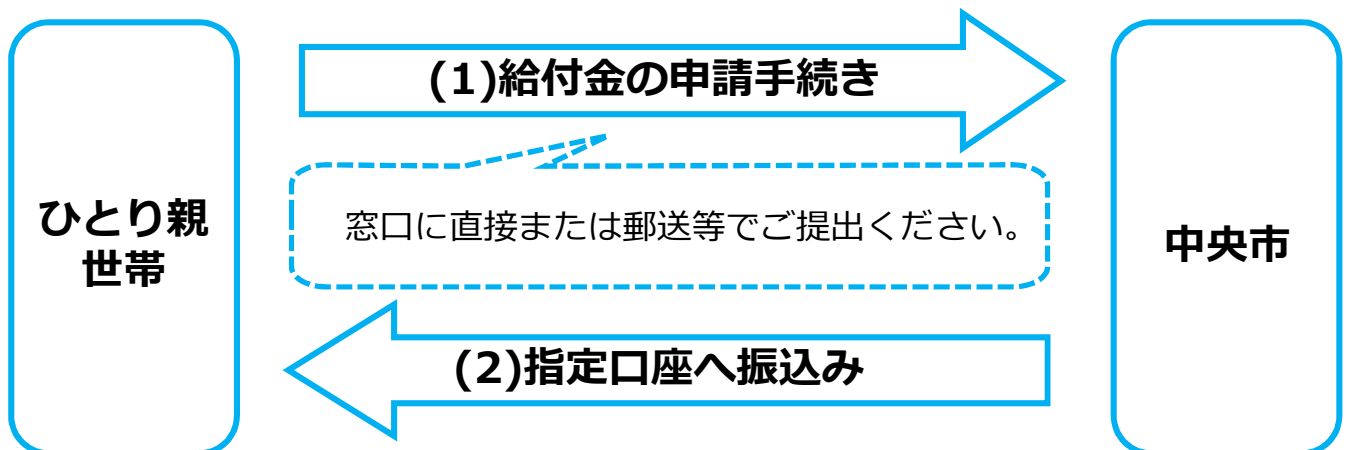 (1)給付金の申請手続き
ひとり親
世帯
窓口に直接または郵送等でご提出ください。
中央市
(2)指定口座へ振込み